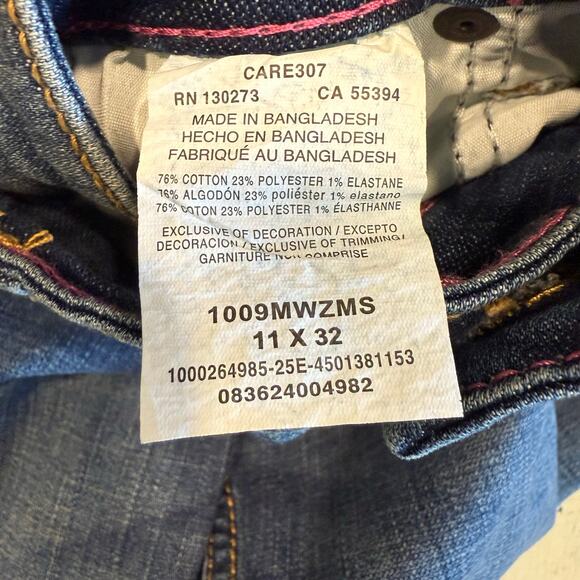 CARE307
RN 130273 CA 55394
MADE IN BANGLADESH
HECHO EN BANGLADESH
FABRIQUÉ AU BANGLADESH
76% COTTON 23% POLYESTER 1% ELASTANE
76% ALGODÓN 23% poliéster 1% elastano
76% COTON 23% POLYESTER 1% ÉLASTHANNE
EXCLUSIVE OF DECORATION / EXCEPTO
DECORACION / EXCLUSIVE OF TRIMMING/
GARNITURE NON COMPRISE
1009MWZMS
11 X 32
1000264985-25E-4501381153
083624004982